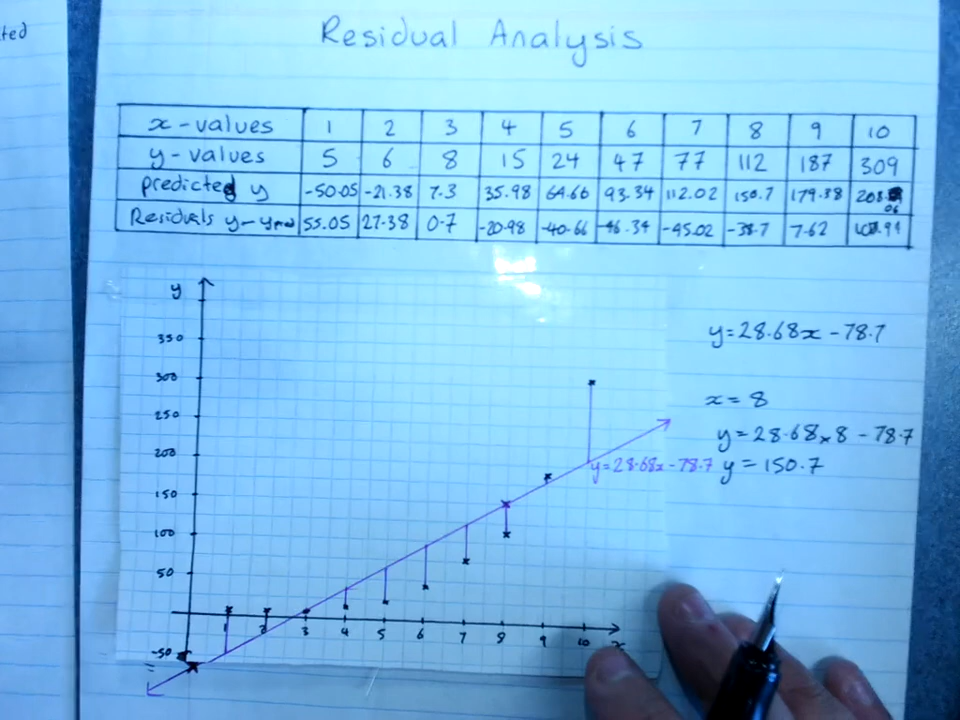 ted
Residual Analysis
x-values 1 2 3 4 5 6 7 8 9 10
y-values 5 6 8 15 24 47 77 112 187 309
predicted y -50.05 -21.38 7.3 35.98 64.66 93.34 112.02 150.7 179.38 208.06
Residuals y-ypred 55.05 27.38 0.7 -20.98 -40.66 -46.34 -45.02 -38.7 7.62
y
350
300
250
200
150
100
50
-50
1 2 3 4 5 6 7 8 9 10 x
y=28.68x-78.7
y=28.68x-78.7
x=8
y=28.68×8-78.7
y=150.7